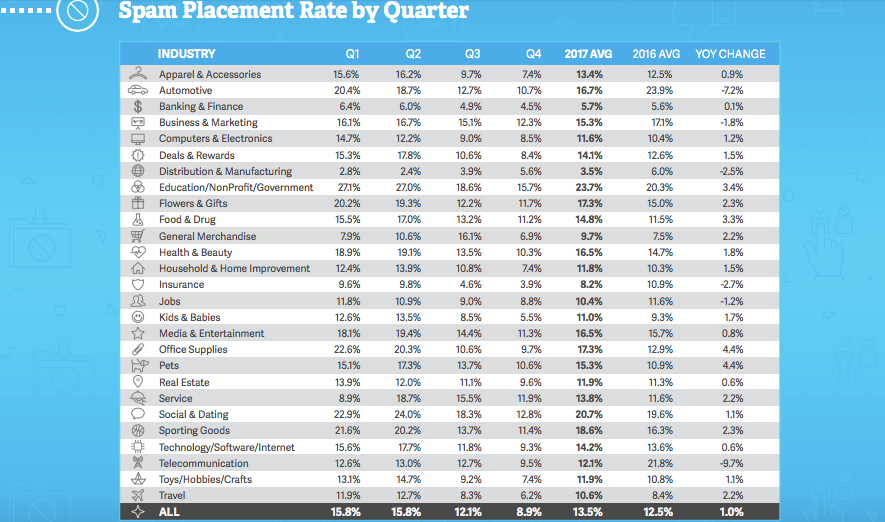 Spam Placement Rate by Quarter
INDUSTRY Q1 Q2 Q3 Q4 2017 AVG 2016 AVG YOY CHANGE
Apparel & Accessories 15.6% 16.2% 9.7% 7.4% 13.4% 12.5% 0.9%
Automotive 20.4% 18.7% 12.7% 10.7% 16.7% 23.9% -7.2%
Banking & Finance 6.4% 6.0% 4.9% 4.5% 5.7% 5.6% 0.1%
Business & Marketing 16.1% 16.7% 15.1% 12.3% 15.3% 17.1% -1.8%
Computers & Electronics 14.7% 12.2% 9.0% 8.5% 11.6% 10.4% 1.2%
Deals & Rewards 15.3% 17.8% 10.6% 8.4% 14.1% 12.6% 1.5%
Distribution & Manufacturing 2.8% 2.4% 3.9% 5.6% 3.5% 6.0% -2.5%
Education/NonProfit/Government 27.1% 27.0% 18.6% 15.7% 23.7% 20.3% 3.4%
Flowers & Gifts 20.2% 19.3% 12.2% 11.7% 17.3% 15.0% 2.3%
Food & Drug 15.5% 17.0% 13.2% 11.2% 14.8% 11.5% 3.3%
General Merchandise 7.9% 10.6% 16.1% 6.9% 9.7% 7.5% 2.2%
Health & Beauty 18.9% 19.1% 13.5% 10.3% 16.5% 14.7% 1.8%
Household & Home Improvement 12.4% 13.9% 10.8% 7.4% 11.8% 10.3% 1.5%
Insurance 9.6% 9.8% 4.6% 3.9% 8.2% 10.9% -2.7%
Jobs 11.8% 10.9% 9.0% 8.8% 10.4% 11.6% -1.2%
Kids & Babies 12.6% 13.5% 8.5% 5.5% 11.0% 9.3% 1.7%
Media & Entertainment 18.1% 19.4% 14.4% 11.3% 16.5% 15.7% 0.8%
Office Supplies 22.6% 20.3% 10.6% 9.7% 17.3% 12.9% 4.4%
Pets 15.1% 17.3% 13.7% 10.6% 15.3% 10.9% 4.4%
Real Estate 13.9% 12.0% 11.1% 9.6% 11.9% 11.3% 0.6%
Service 8.9% 18.7% 15.5% 11.9% 13.8% 11.6% 2.2%
Social & Dating 22.9% 24.0% 18.3% 12.8% 20.7% 19.6% 1.1%
Sporting Goods 21.6% 20.2% 13.7% 11.4% 18.6% 16.3% 2.3%
Technology/Software/Internet 15.6% 17.7% 11.8% 9.3% 14.2% 13.6% 0.6%
Telecommunication 12.6% 13.0% 12.7% 9.5% 12.1% 21.8% -9.7%
Toys/Hobbies/Crafts 13.1% 14.7% 9.2% 7.4% 11.9% 10.8% 1.1%
Travel 11.9% 12.7% 8.3% 6.2% 10.6% 8.4% 2.2%
ALL 15.8% 15.8% 12.1% 8.9% 13.5% 12.5% 1.0%